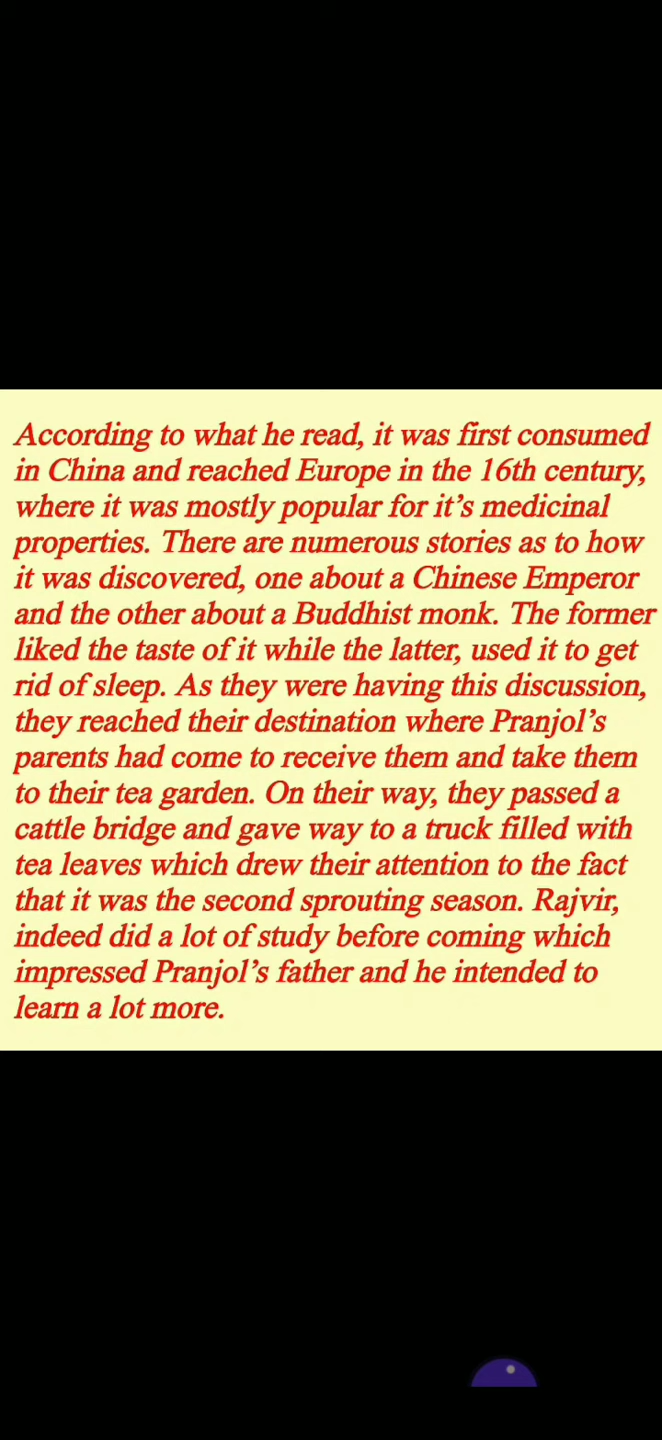 According to what he read, it was first consumed
in China and reached Europe in the 16th century,
where it was mostly popular for it's medicinal
properties. There are numerous stories as to how
it was discovered, one about a Chinese Emperor
and the other about a Buddhist monk. The former
liked the taste of it while the latter, used it to get
rid of sleep. As they were having this discussion,
they reached their destination where Pranjol's
parents had come to receive them and take them
to their tea garden. On their way, they passed a
cattle bridge and gave way to a truck filled with
tea leaves which drew their attention to the fact
that it was the second sprouting season. Rajvir,
indeed did a lot of study before coming which
impressed Pranjol's father and he intended to
learn a lot more.